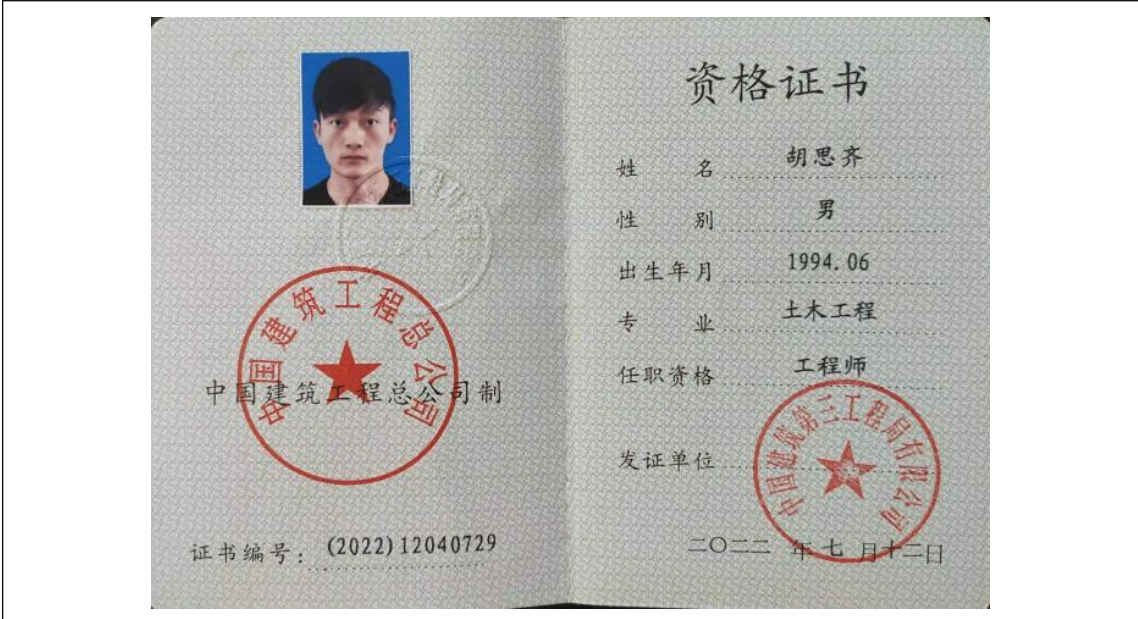 中国建筑工程总公司
中国建筑工程总公司制
证书编号: (2022)12040729
资格证书
姓 名 胡思齐
性 别 男
出生年月 1994.06
专 业 土木工程
任职资格 工程师
发证单位
中国建筑第三工程局有限公司
二〇二二 年 七 月十二日